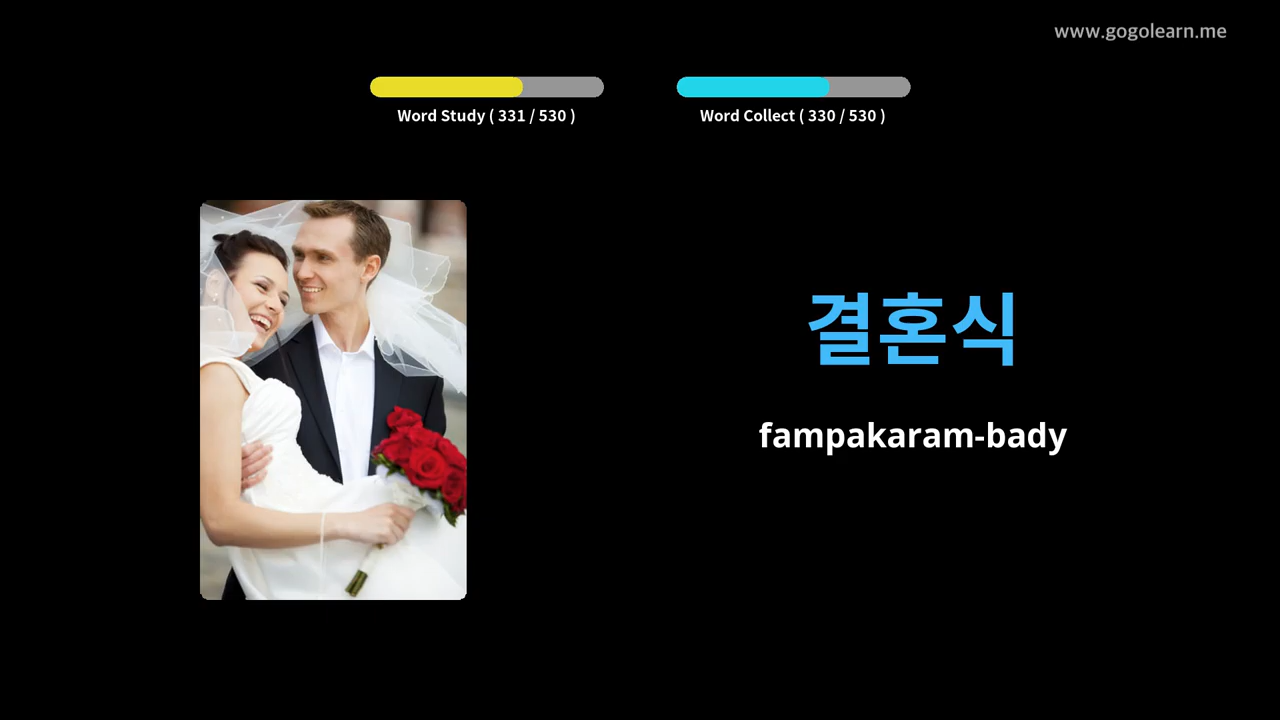 www.gogolearn.me
Word Study ( 331 / 530 )
Word Collect ( 330 / 530 )
결혼식
fampakaram-bady